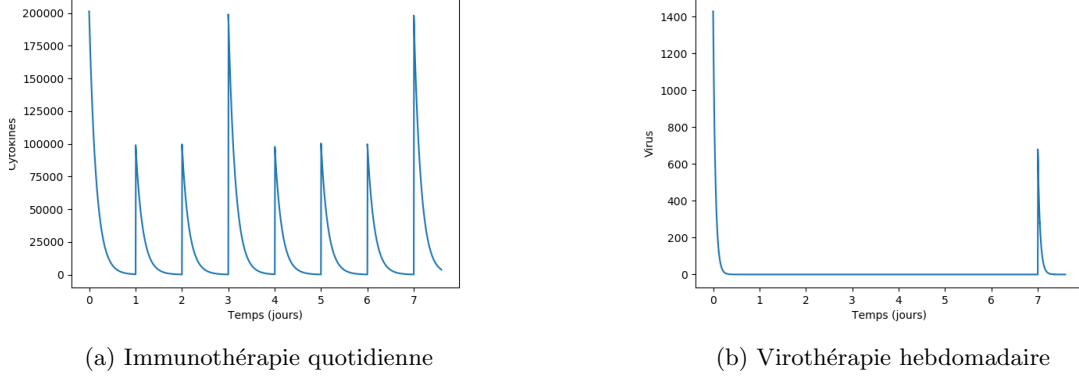 200000
175000
150000
125000
100000
75000
50000
25000
0
Cytokines
0 1 2 3 4 5 6 7
Temps (jours)
(a) Immunothérapie quotidienne
1400
1200
1000
800
600
400
200
0
Virus
0 1 2 3 4 5 6 7
Temps (jours)
(b) Virothérapie hebdomadaire